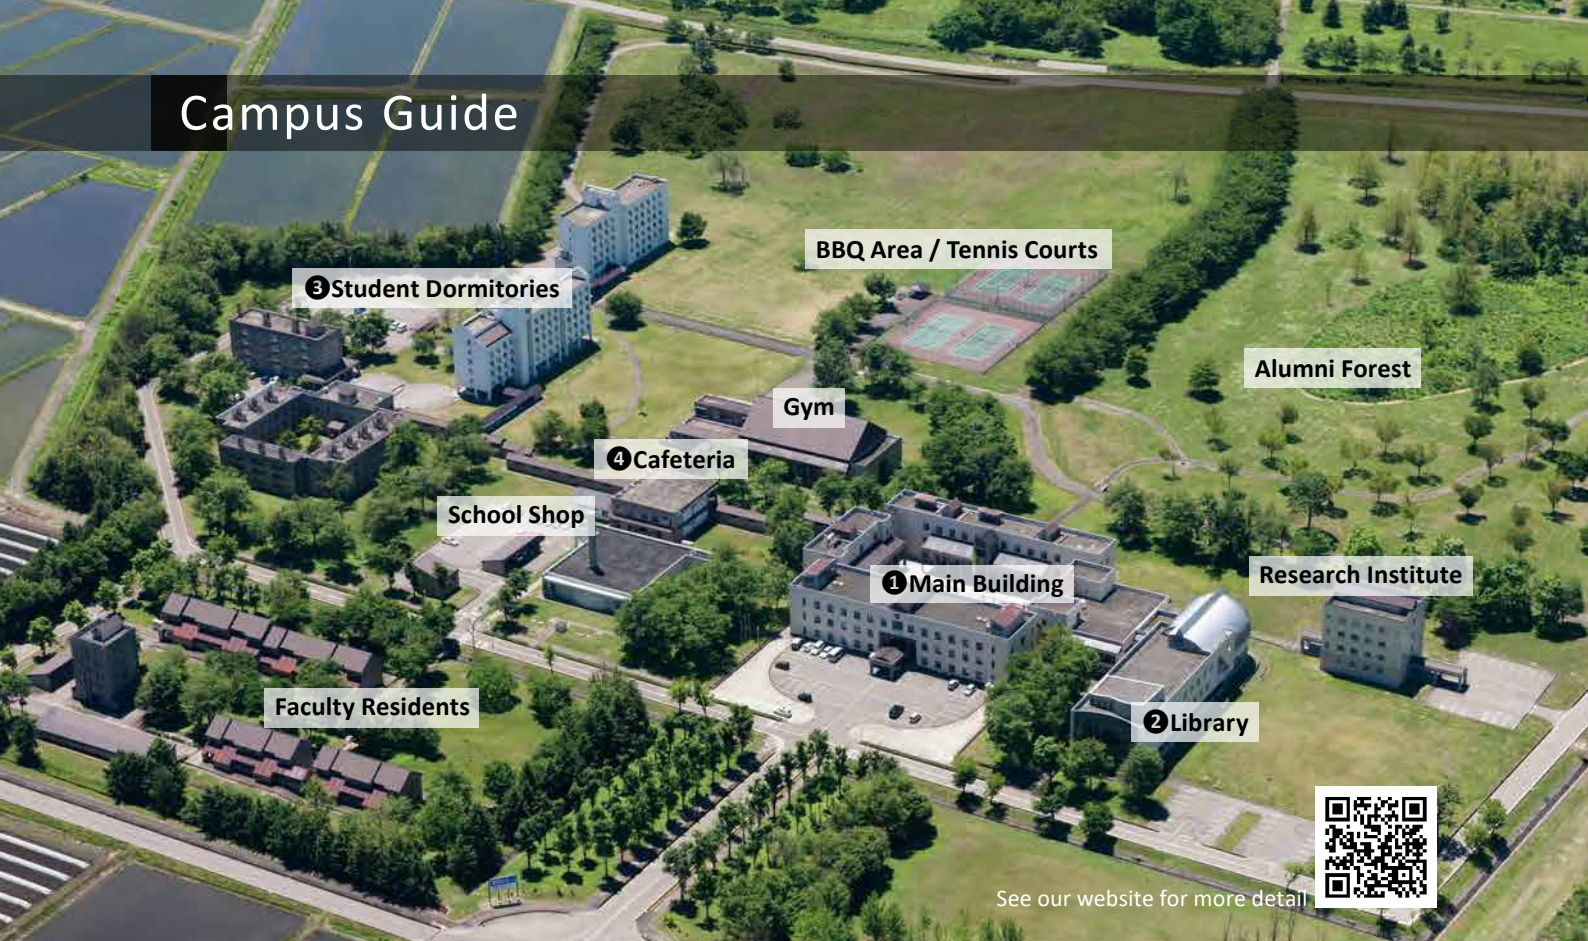 Campus Guide
BBQ Area / Tennis Courts
❸Student Dormitories
Alumni Forest
Gym
❹Cafeteria
School Shop
Research Institute
❶Main Building
Faculty Residents
❷Library
See our website for more detail